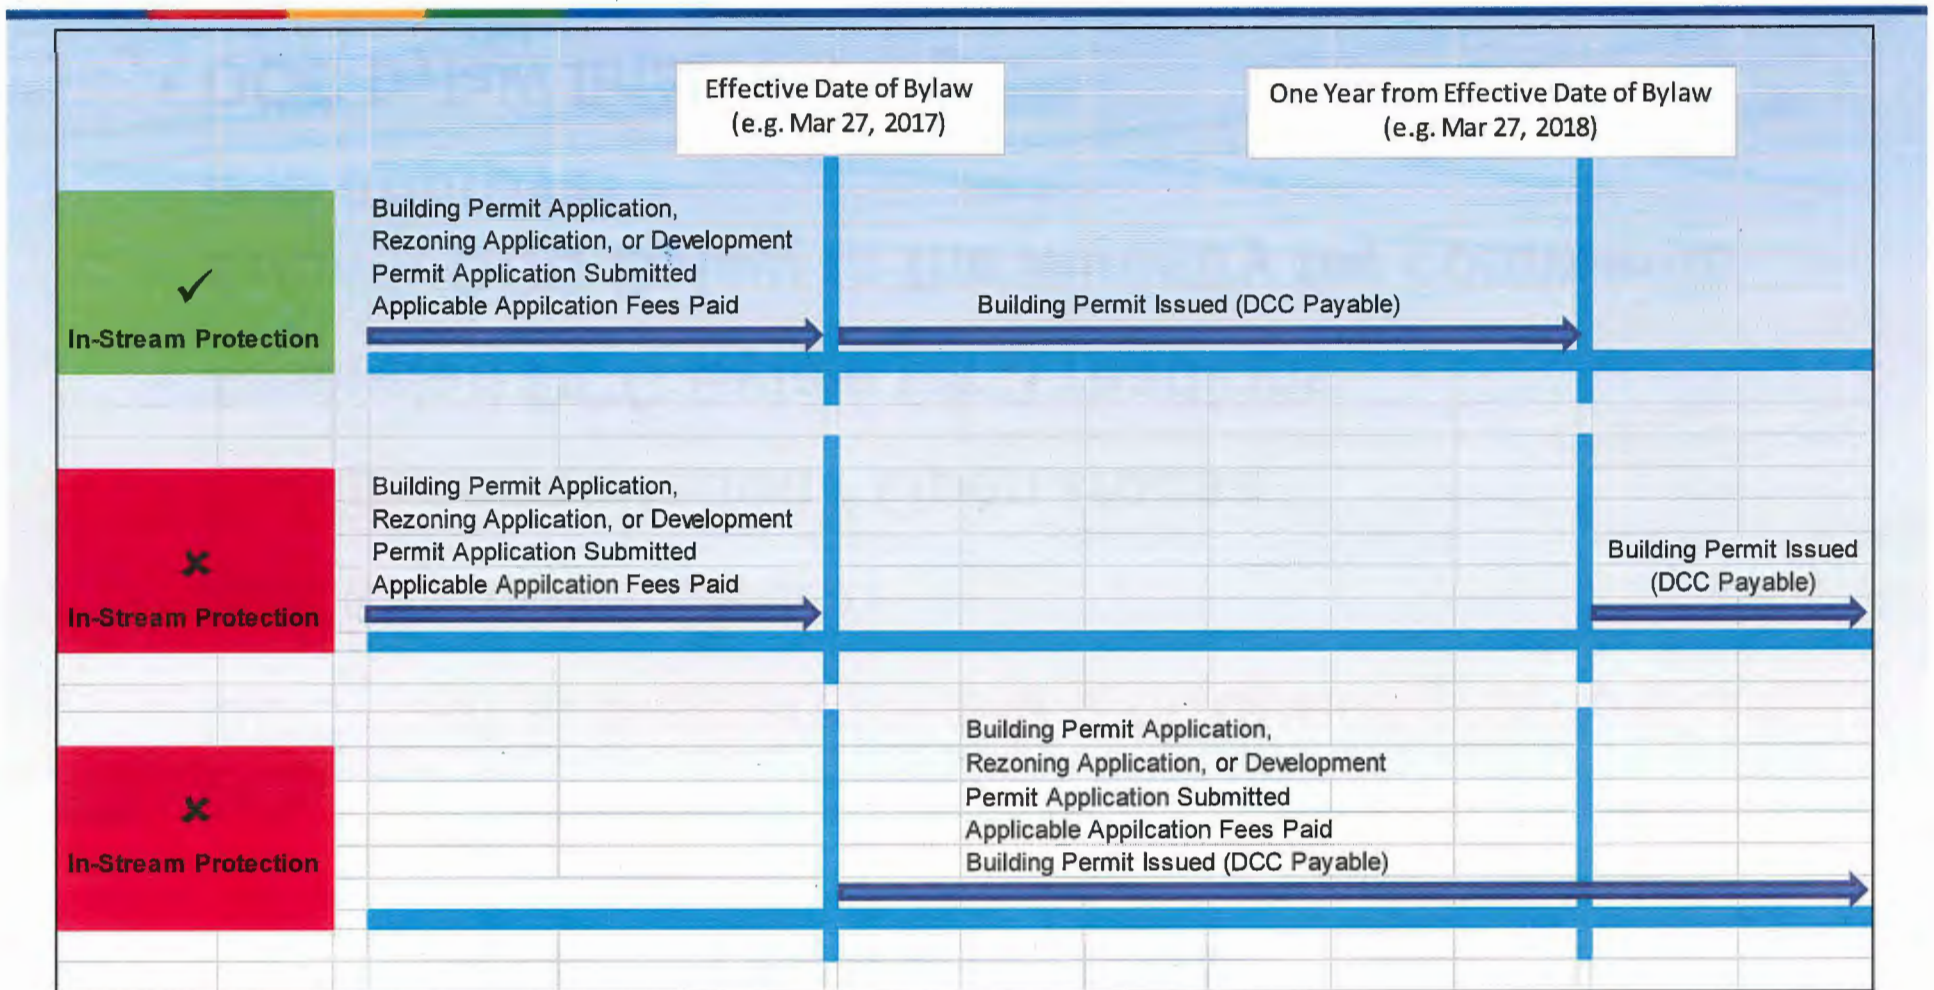 Effective Date of Bylaw
(e.g. Mar 27, 2017)
One Year from Effective Date of Bylaw
(e.g. Mar 27, 2018)
Building Permit Application,
Rezoning Application, or Development
Permit Application Submitted
Applicable Appilcation Fees Paid
Building Permit Issued (DCC Payable)
✓
In-Stream Protection
Building Permit Application,
Rezoning Application, or Development
Permit Application Submitted
Applicable Appilcation Fees Paid
Building Permit Issued
(DCC Payable)
✘
In-Stream Protection
Building Permit Application,
Rezoning Application, or Development
Permit Application Submitted
Applicable Appilcation Fees Paid
Building Permit Issued (DCC Payable)
✘
In-Stream Protection